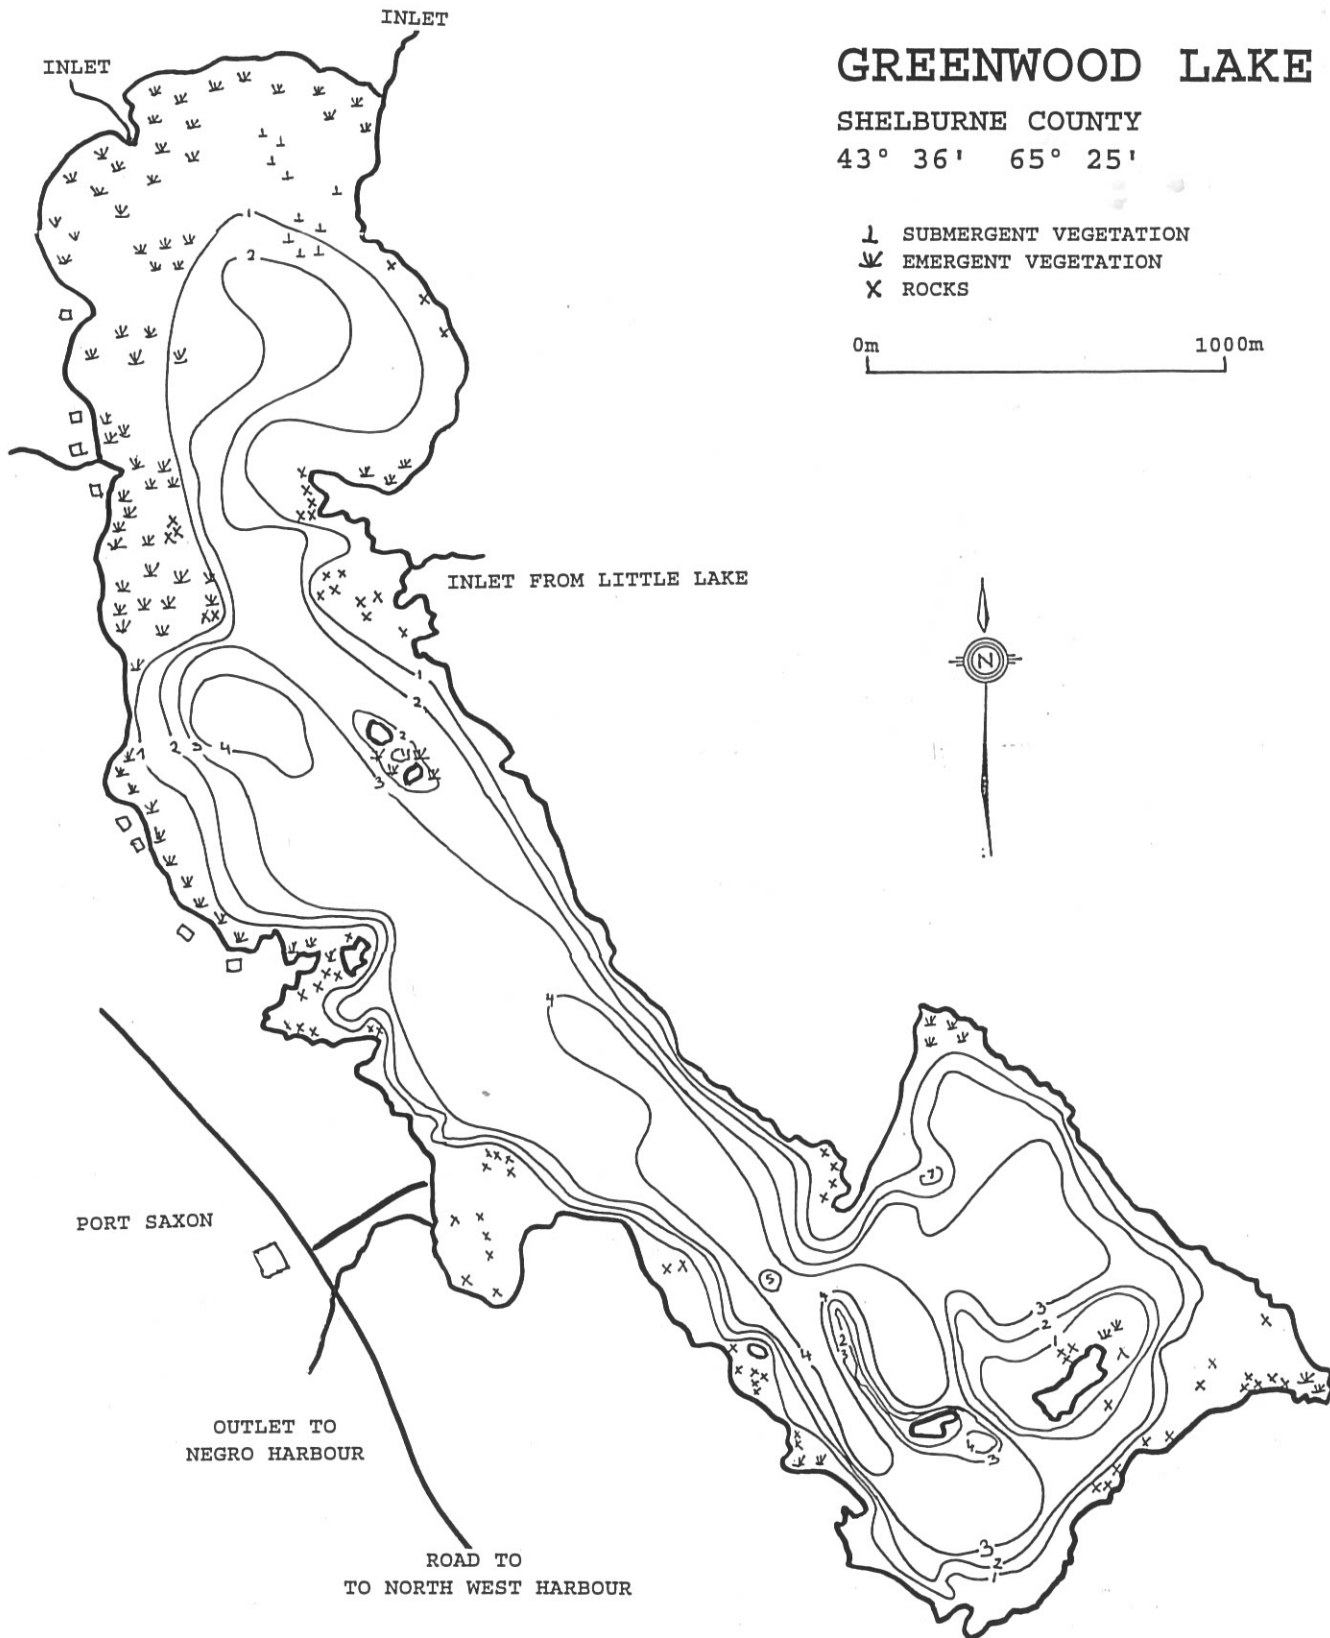 INLET
INLET
GREENWOOD LAKE
SHELBURNE COUNTY
43° 36' 65° 25'
SUBMERGENT VEGETATION
EMERGENT VEGETATION
ROCKS
0m 1000m
1
2
INLET FROM LITTLE LAKE
N
1
2
2
1 2 3 4
3
4
7
PORT SAXON
5
4
3
2
1
2
3
4
4
3
OUTLET TO
NEGRO HARBOUR
3
2
1
ROAD TO
TO NORTH WEST HARBOUR